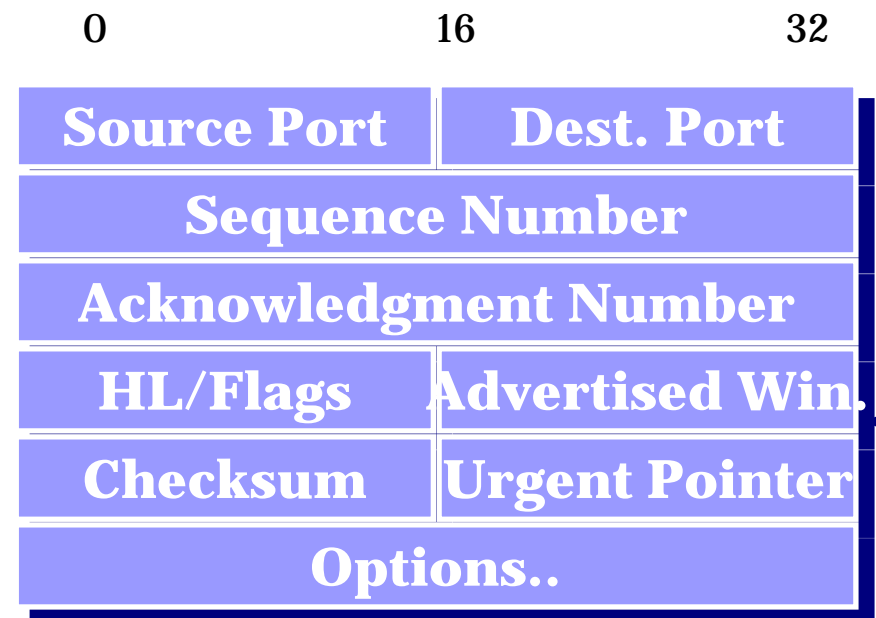 0 16 32
Source Port Dest. Port
Sequence Number
Acknowledgment Number
HL/Flags Advertised Win.
Checksum Urgent Pointer
Options..